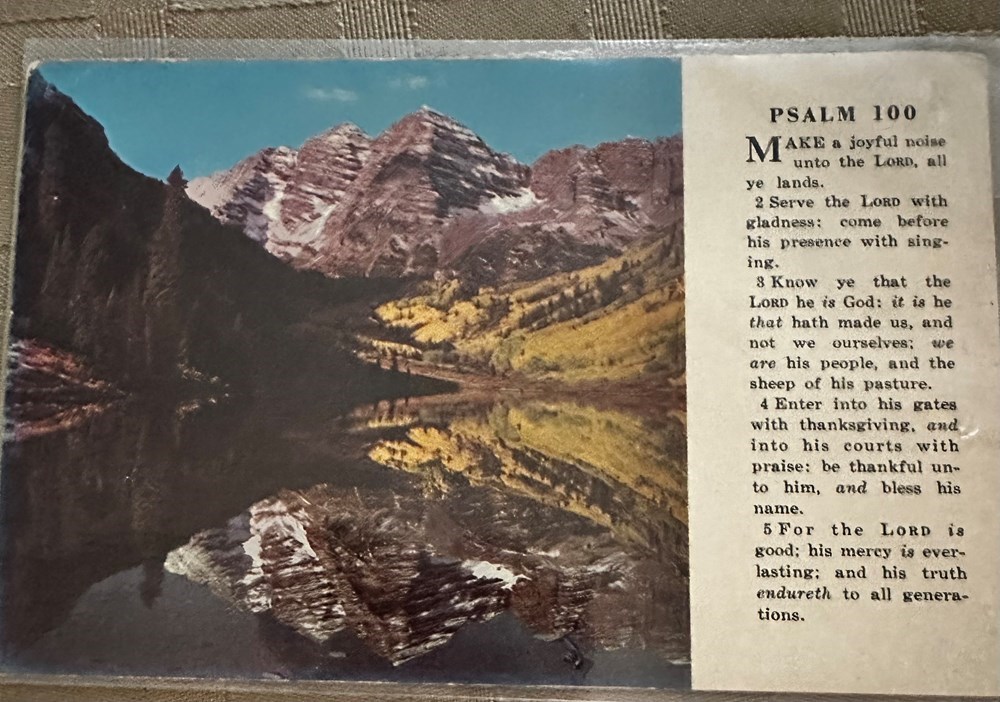 PSALM 100
MAKE a joyful noise
unto the LORD, all
ye lands.
2 Serve the LORD with
gladness: come before
his presence with sing-
ing.
3 Know ye that the
LORD he is God: it is he
that hath made us, and
not we ourselves; we
are his people, and the
sheep of his pasture.
4 Enter into his gates
with thanksgiving, and
into his courts with
praise: be thankful un-
to him, and bless his
name.
5 For the LORD is
good; his mercy is ever-
lasting; and his truth
endureth to all genera-
tions.